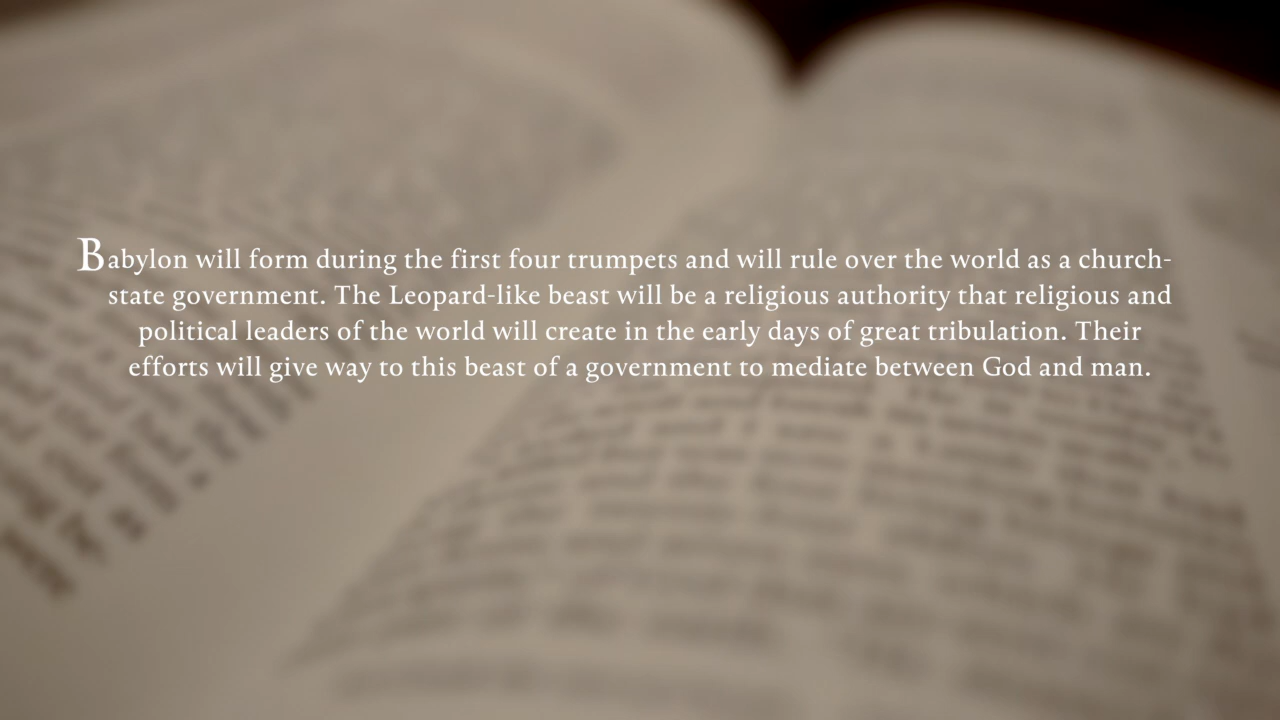 Babylon will form during the first four trumpets and will rule over the world as a church-
state government. The Leopard-like beast will be a religious authority that religious and
political leaders of the world will create in the early days of great tribulation. Their
efforts will give way to this beast of a government to mediate between God and man.